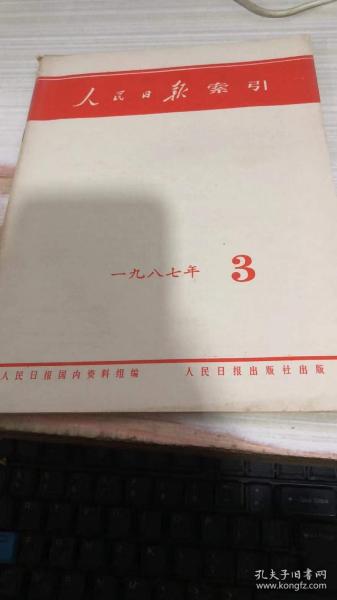 人民日报索引
一九八七年 3
人民日报国内资料组编 人民日报出版社出版
孔夫子旧书网
www.kongfz.com